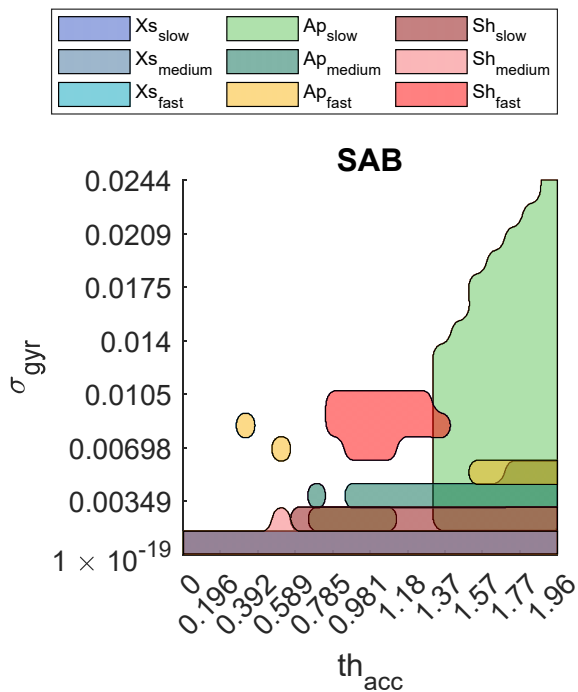 Xs_slow Ap_slow Sh_slow
Xs_medium Ap_medium Sh_medium
Xs_fast Ap_fast Sh_fast
SAB
0.0244
0.0209
0.0175
0.014
0.0105
0.00698
0.00349
1 × 10^-19
σ_gyr
0 0.196 0.392 0.589 0.785 0.981 1.18 1.37 1.57 1.77 1.96
th_acc